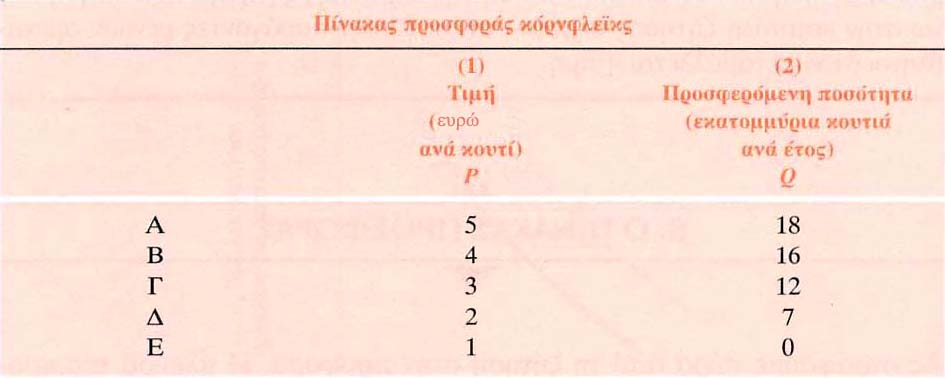 Πίνακας προσφοράς κόρνφλεϊκς
(1) (2)
Τιμή Προσφερόμενη ποσότητα
(ευρώ (εκατομμύρια κουτιά
ανά κουτί) ανά έτος)
P Q
Α 5 18
Β 4 16
Γ 3 12
Δ 2 7
Ε 1 0